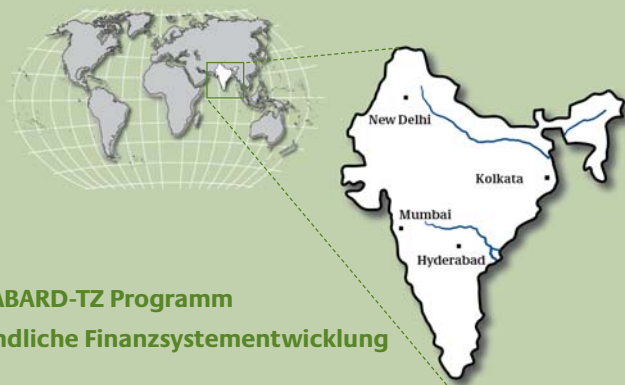 New Delhi
Kolkata
Mumbai
Hyderabad
ABARD-TZ Programm
ndliche Finanzsystementwicklung